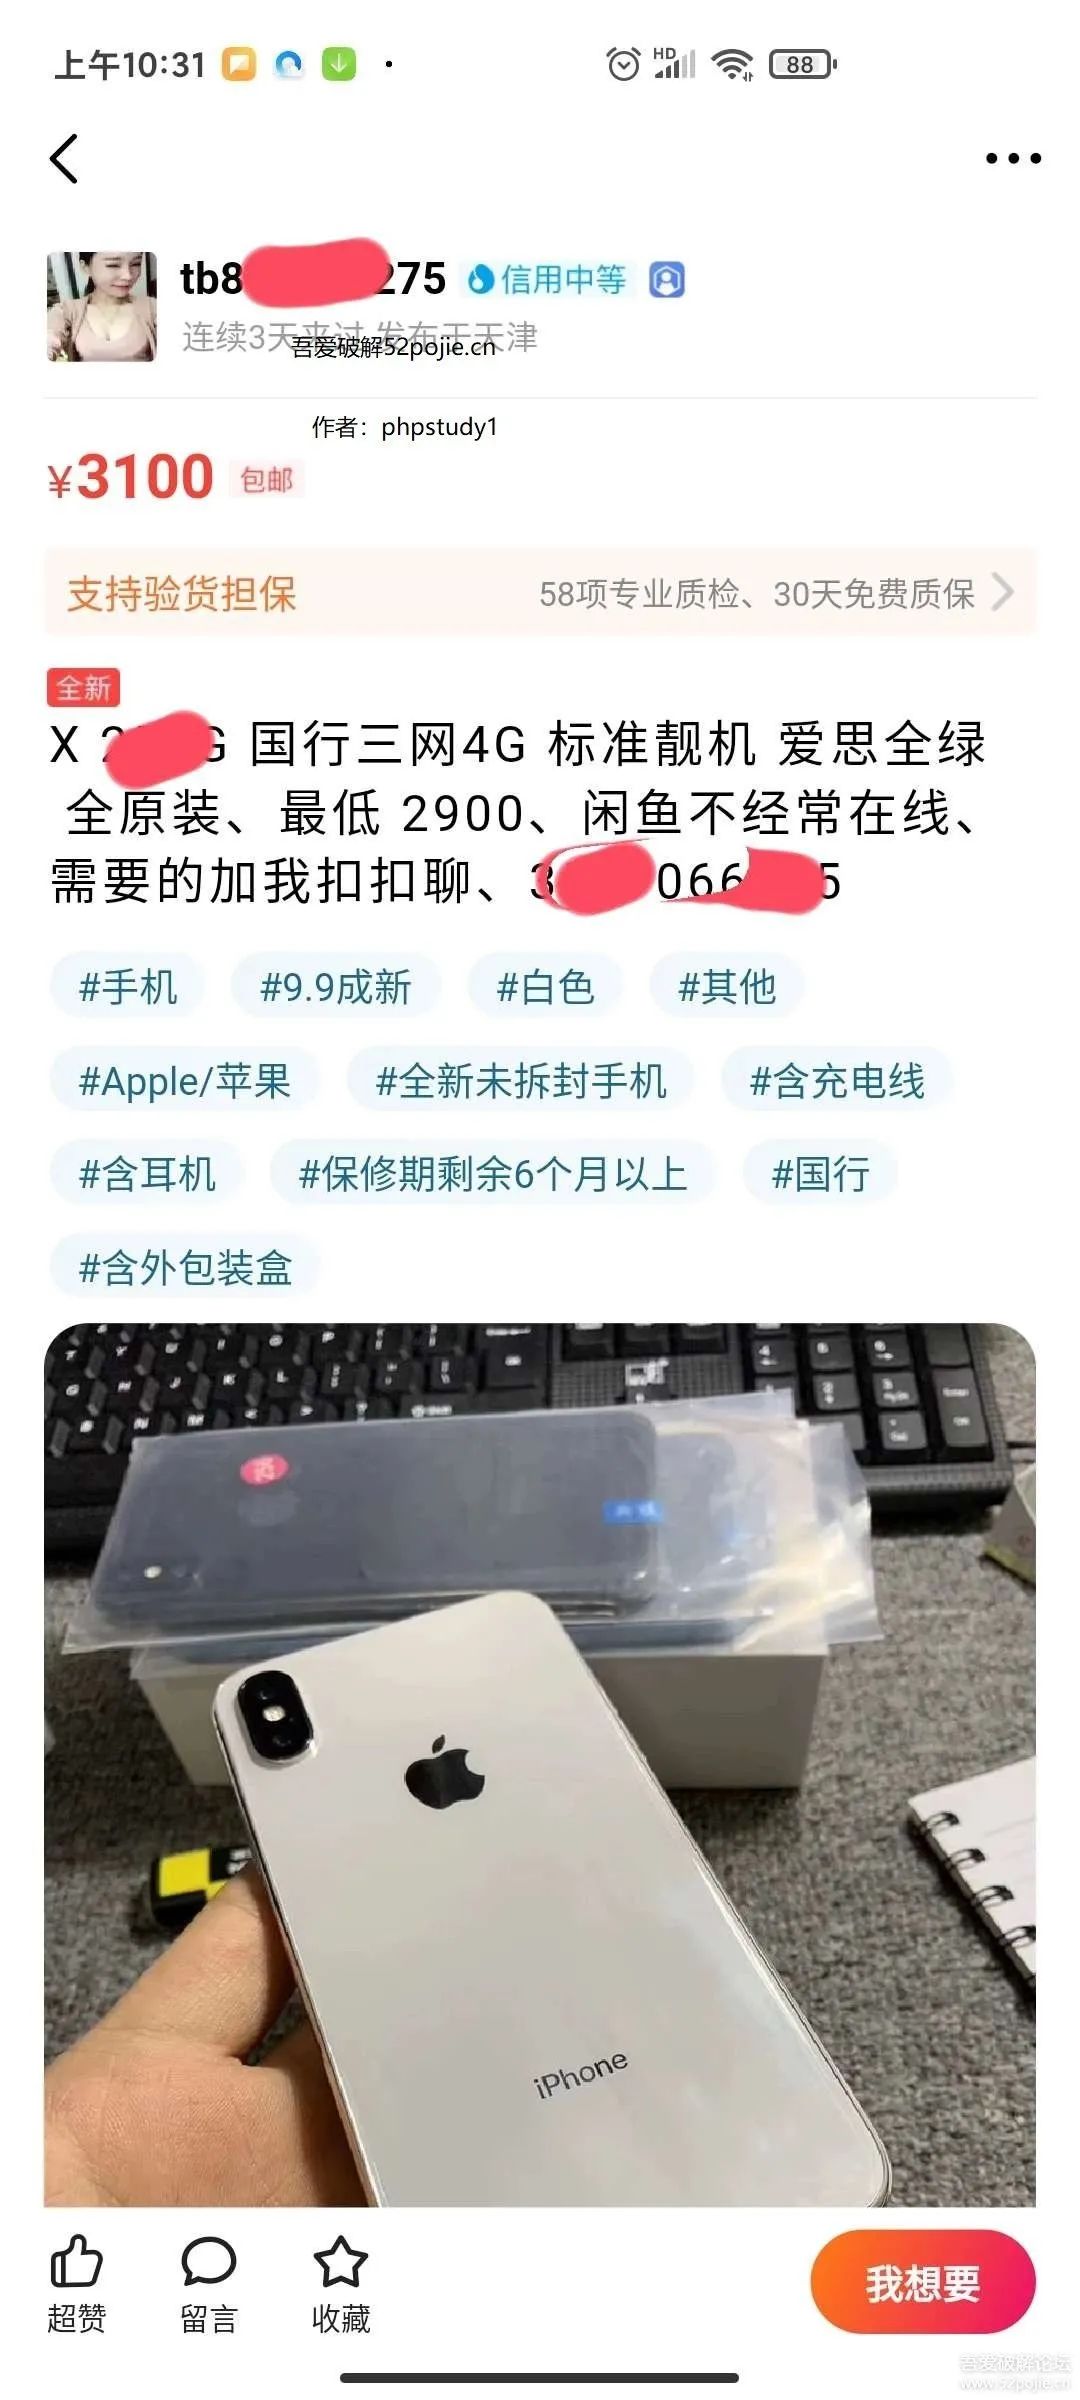 上午10:31
HD
88
tb8 275 信用中等
连续3天来过 发布于天津
吾爱破解52pojie.cn
作者：phpstudy1
¥3100 包邮
支持验货担保 58项专业质检、30天免费质保
全新
X 2 G 国行三网4G 标准靓机 爱思全绿
全原装、最低 2900、闲鱼不经常在线、
需要的加我扣扣聊、3 066 5
#手机 #9.9成新 #白色 #其他
#Apple/苹果 #全新未拆封手机 #含充电线
#含耳机 #保修期剩余6个月以上 #国行
#含外包装盒
iPhone
超赞 留言 收藏 我想要
吾爱破解论坛
www.52pojie.cn